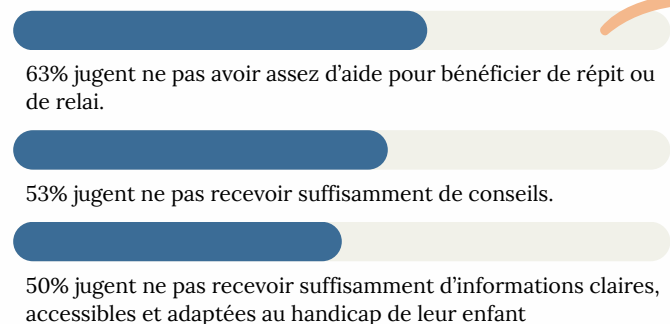 63% jugent ne pas avoir assez d’aide pour bénéficier de répit ou
de relai.
53% jugent ne pas recevoir suffisamment de conseils.
50% jugent ne pas recevoir suffisamment d’informations claires,
accessibles et adaptées au handicap de leur enfant